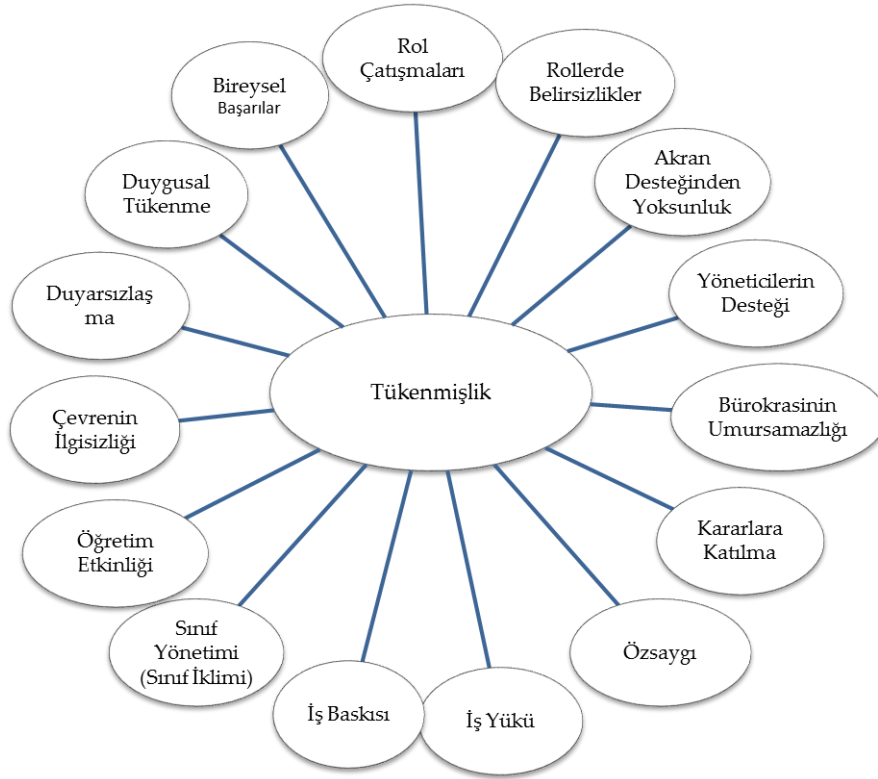 Rol
Çatışmaları
Rollerde
Belirsizlikler
Akran
Desteğinden
Yoksunluk
Yöneticilerin
Desteği
Bürokrasinin
Umursamazlığı
Kararlara
Katılma
Özsaygı
İş Yükü
İş Baskısı
Sınıf
Yönetimi
(Sınıf İklimi)
Öğretim
Etkinliği
Çevrenin
İlgisizliği
Duyarsızlaş
ma
Duygusal
Tükenme
Bireysel
Başarılar
Tükenmişlik